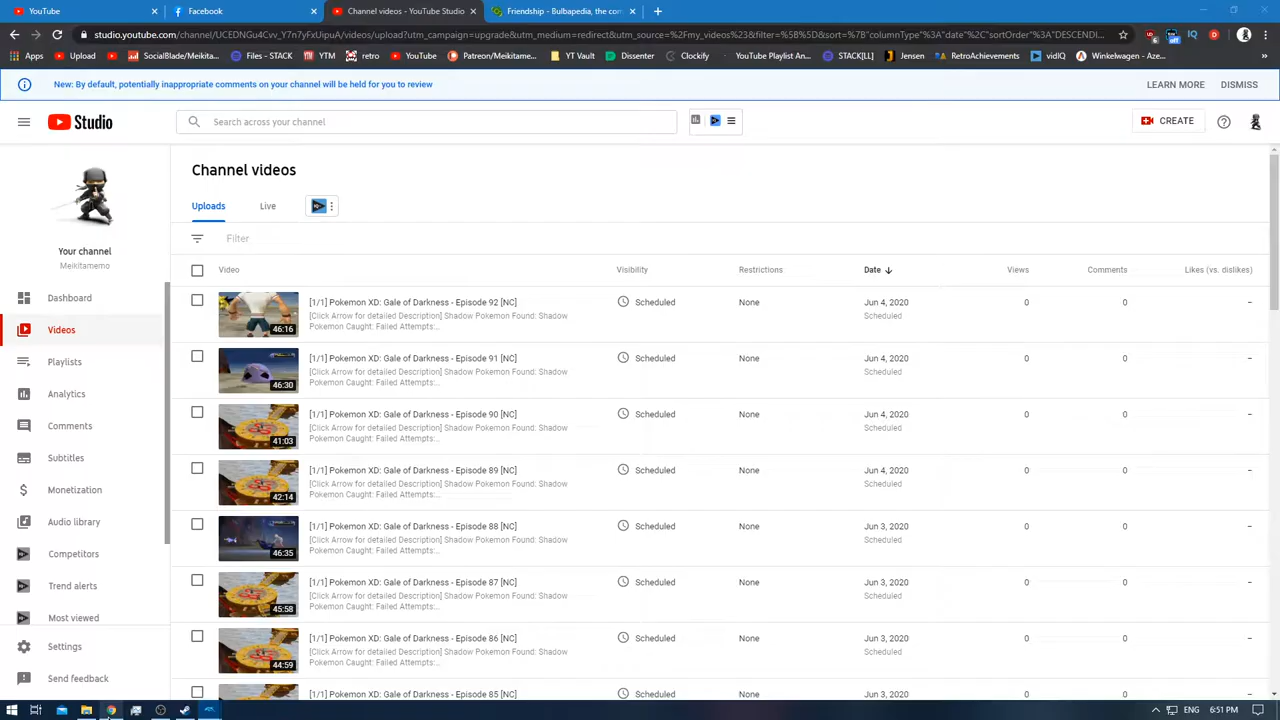 YouTube
Facebook
Channel videos - YouTube Studio
Friendship - Bulbapedia, the com
studio.youtube.com/channel/UCEDNGu4Cvv_Y7n7yFxUipuA/videos/upload?utm_campaign=upgrade&utm_medium=redirect&utm_source=%2Fmy_videos%23&filter=%5B%5D&sort=%7B"columnType"%3A"date"%2C"sortOrder"%3A"DESCENDI...
Apps
Upload
SocialBlade/Meikita...
YTM
retro
Files - STACK
YouTube
Patreon/Meikitame...
YT Vault
Dissenter
Clockify
YouTube Playlist An...
STACK[LL]
Jensen
RetroAchievements
vidIQ
Winkelwagen - Aze...
New: By default, potentially inappropriate comments on your channel will be held for you to review
LEARN MORE
DISMISS
Studio
Search across your channel
CREATE
Channel videos
Uploads
Live
Your channel
Meikitamemo
Filter
Video
Visibility
Restrictions
Date
Views
Comments
Likes (vs. dislikes)
Dashboard
Videos
Playlists
Analytics
Comments
Subtitles
Monetization
Audio library
Competitors
Trend alerts
Most viewed
Settings
Send feedback
46:16
[1/1] Pokemon XD: Gale of Darkness - Episode 92 [NC]
[Click Arrow for detailed Description] Shadow Pokemon Found: Shadow
Pokemon Caught: Failed Attempts:...
Scheduled
None
Jun 4, 2020
Scheduled
0
0
–
46:30
[1/1] Pokemon XD: Gale of Darkness - Episode 91 [NC]
[Click Arrow for detailed Description] Shadow Pokemon Found: Shadow
Pokemon Caught: Failed Attempts:...
Scheduled
None
Jun 4, 2020
Scheduled
0
0
–
41:03
[1/1] Pokemon XD: Gale of Darkness - Episode 90 [NC]
[Click Arrow for detailed Description] Shadow Pokemon Found: Shadow
Pokemon Caught: Failed Attempts:...
Scheduled
None
Jun 4, 2020
Scheduled
0
0
–
42:14
[1/1] Pokemon XD: Gale of Darkness - Episode 89 [NC]
[Click Arrow for detailed Description] Shadow Pokemon Found: Shadow
Pokemon Caught: Failed Attempts:...
Scheduled
None
Jun 4, 2020
Scheduled
0
0
–
46:35
[1/1] Pokemon XD: Gale of Darkness - Episode 88 [NC]
[Click Arrow for detailed Description] Shadow Pokemon Found: Shadow
Pokemon Caught: Failed Attempts:...
Scheduled
None
Jun 3, 2020
Scheduled
0
0
–
45:58
[1/1] Pokemon XD: Gale of Darkness - Episode 87 [NC]
[Click Arrow for detailed Description] Shadow Pokemon Found: Shadow
Pokemon Caught: Failed Attempts:...
Scheduled
None
Jun 3, 2020
Scheduled
0
0
–
44:59
[1/1] Pokemon XD: Gale of Darkness - Episode 86 [NC]
[Click Arrow for detailed Description] Shadow Pokemon Found: Shadow
Pokemon Caught: Failed Attempts:...
Scheduled
None
Jun 3, 2020
Scheduled
0
0
–
[1/1] Pokemon XD: Gale of Darkness - Episode 85 [NC]
Scheduled
None
Jun 3, 2020
0
0
–
ENG
6:51 PM